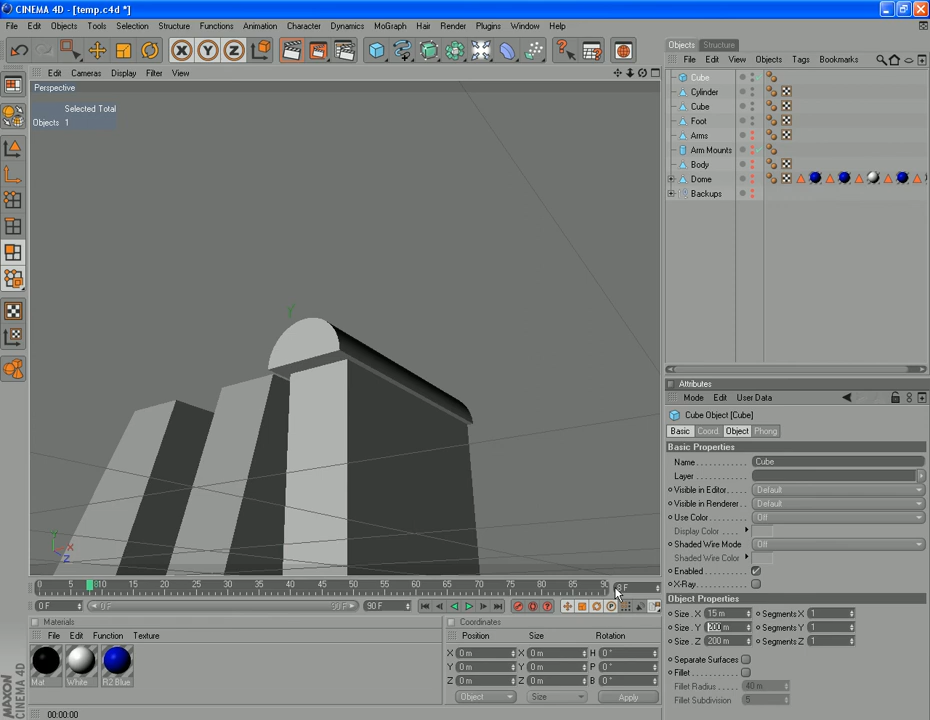 CINEMA 4D - [temp.c4d *]
File Edit Objects Tools Selection Structure Functions Animation Character Dynamics MoGraph Hair Render Plugins Window Help
X Y Z
Objects Structure
File Edit View Objects Tags Bookmarks
Edit Cameras Display Filter View
Perspective
Selected Total
Objects 1
Cube
Cylinder
Cube
Foot
Arms
Arm Mounts
Body
Dome
Backups
Y
Y X
Z
Attributes
Mode Edit User Data
Cube Object [Cube]
Basic Coord. Object Phong
Basic Properties
Name Cube
Layer
Visible in Editor Default
Visible in Renderer Default
Use Color Off
Display Color
Shaded Wire Mode Off
Shaded Wire Color
Enabled
X-Ray
Object Properties
Size . X 15 m Segments X 1
Size . Y 200 m Segments Y 1
Size . Z 200 m Segments Z 1
Separate Surfaces
Fillet
Fillet Radius 40 m
Fillet Subdivision 5
0 5 10 15 20 25 30 35 40 45 50 55 60 65 70 75 80 85 90 8 F
0 F 0 F 90 F 90 F
Materials
File Edit Function Texture
Mat White R2 Blue
Coordinates
Position Size Rotation
X 0 m X 0 m H 0 °
Y 0 m Y 0 m P 0 °
Z 0 m Z 0 m B 0 °
Object Size Apply
MAXON
CINEMA 4D
00:00:00